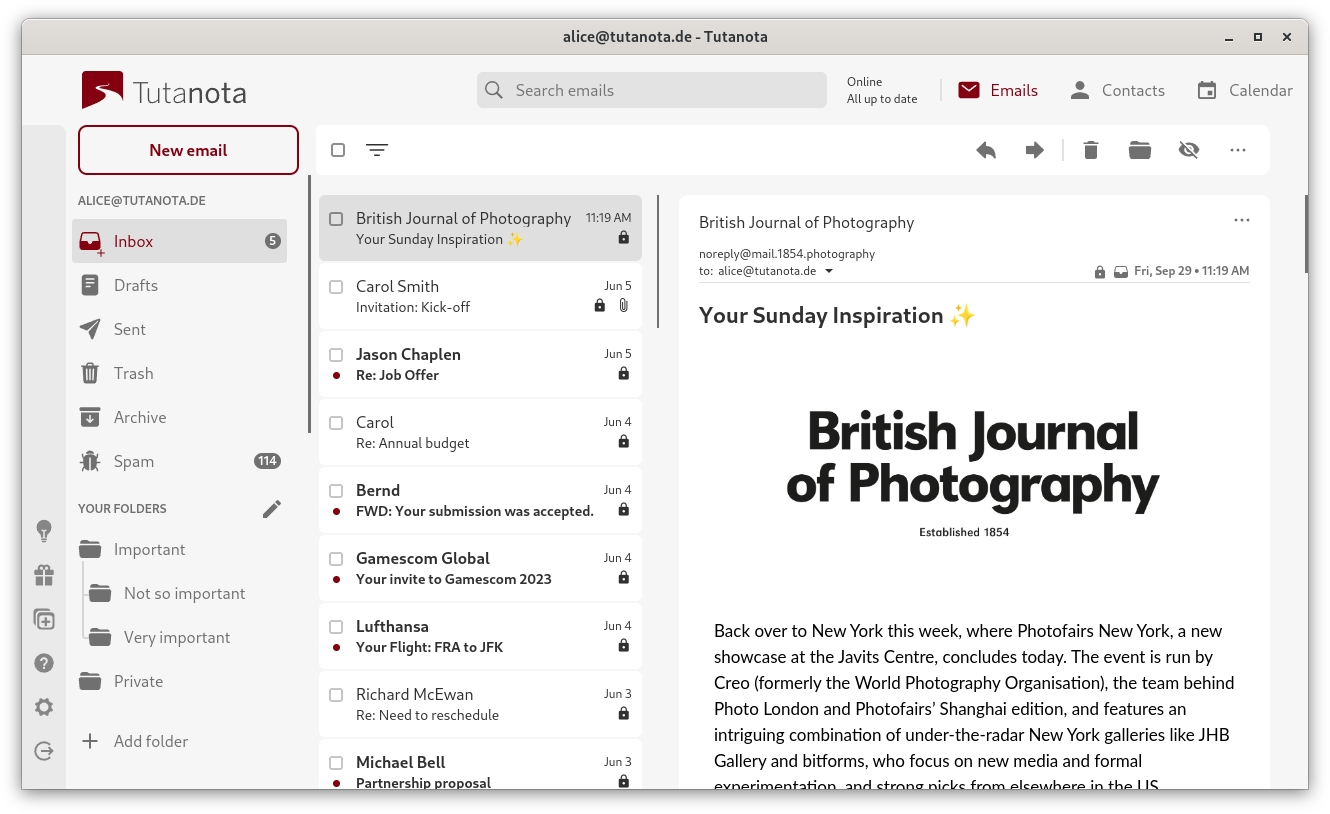 alice@tutanota.de - Tutanota
Tutanota
Search emails
Online
All up to date
Emails
Contacts
Calendar
New email
ALICE@TUTANOTA.DE
Inbox
5
Drafts
Sent
Trash
Archive
Spam
114
YOUR FOLDERS
Important
Not so important
Very important
Private
Add folder
British Journal of Photography 11:19 AM
Your Sunday Inspiration ✨
Carol Smith Jun 5
Invitation: Kick-off
Jason Chaplen Jun 5
Re: Job Offer
Carol Jun 4
Re: Annual budget
Bernd Jun 4
FWD: Your submission was accepted.
Gamescom Global Jun 4
Your invite to Gamescom 2023
Lufthansa Jun 4
Your Flight: FRA to JFK
Richard McEwan Jun 3
Re: Need to reschedule
Michael Bell Jun 3
Partnership proposal
British Journal of Photography
noreply@mail.1854.photography
to: alice@tutanota.de
Fri, Sep 29 • 11:19 AM
Your Sunday Inspiration ✨
British Journal
of Photography
Established 1854
Back over to New York this week, where Photofairs New York, a new
showcase at the Javits Centre, concludes today. The event is run by
Creo (formerly the World Photography Organisation), the team behind
Photo London and Photofairs' Shanghai edition, and features an
intriguing combination of under-the-radar New York galleries like JHB
Gallery and bitforms, who focus on new media and formal
experimentation, and strong picks from elsewhere in the US.